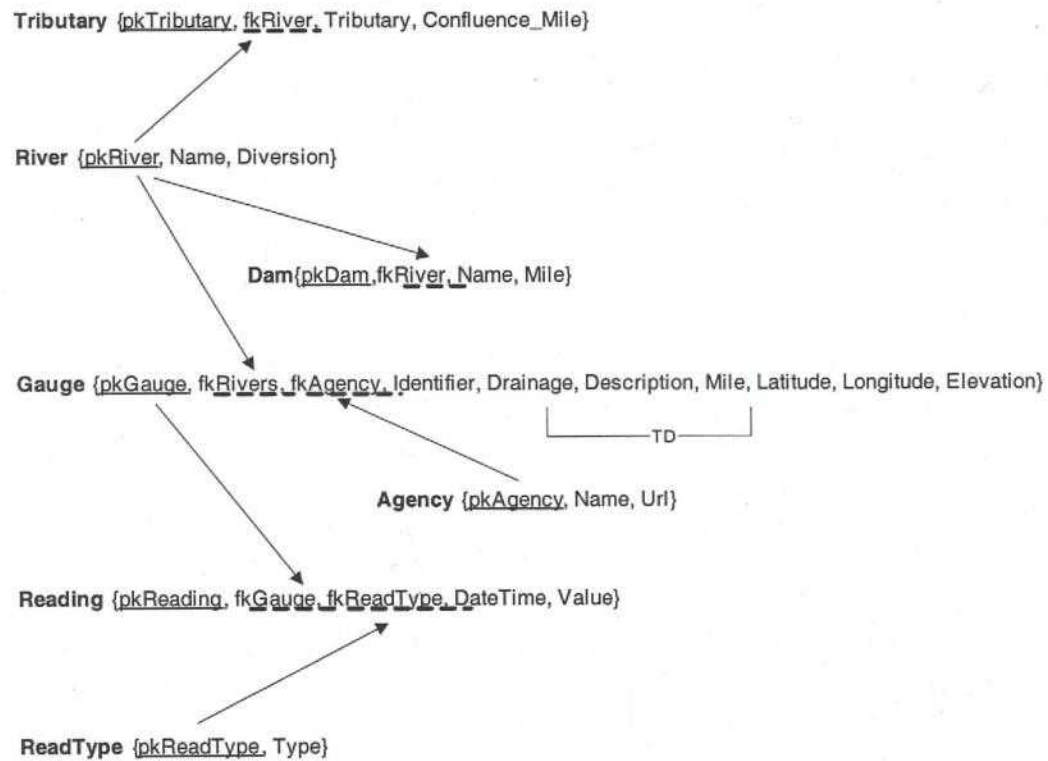 Tributary {pkTributary, fkRiver, Tributary, Confluence_Mile}
River {pkRiver, Name, Diversion}
Dam{pkDam,fkRiver, Name, Mile}
Gauge {pkGauge, fkRivers, fkAgency, Identifier, Drainage, Description, Mile, Latitude, Longitude, Elevation}
TD
Agency {pkAgency, Name, Url}
Reading {pkReading, fkGauge, fkReadType, DateTime, Value}
ReadType {pkReadType, Type}